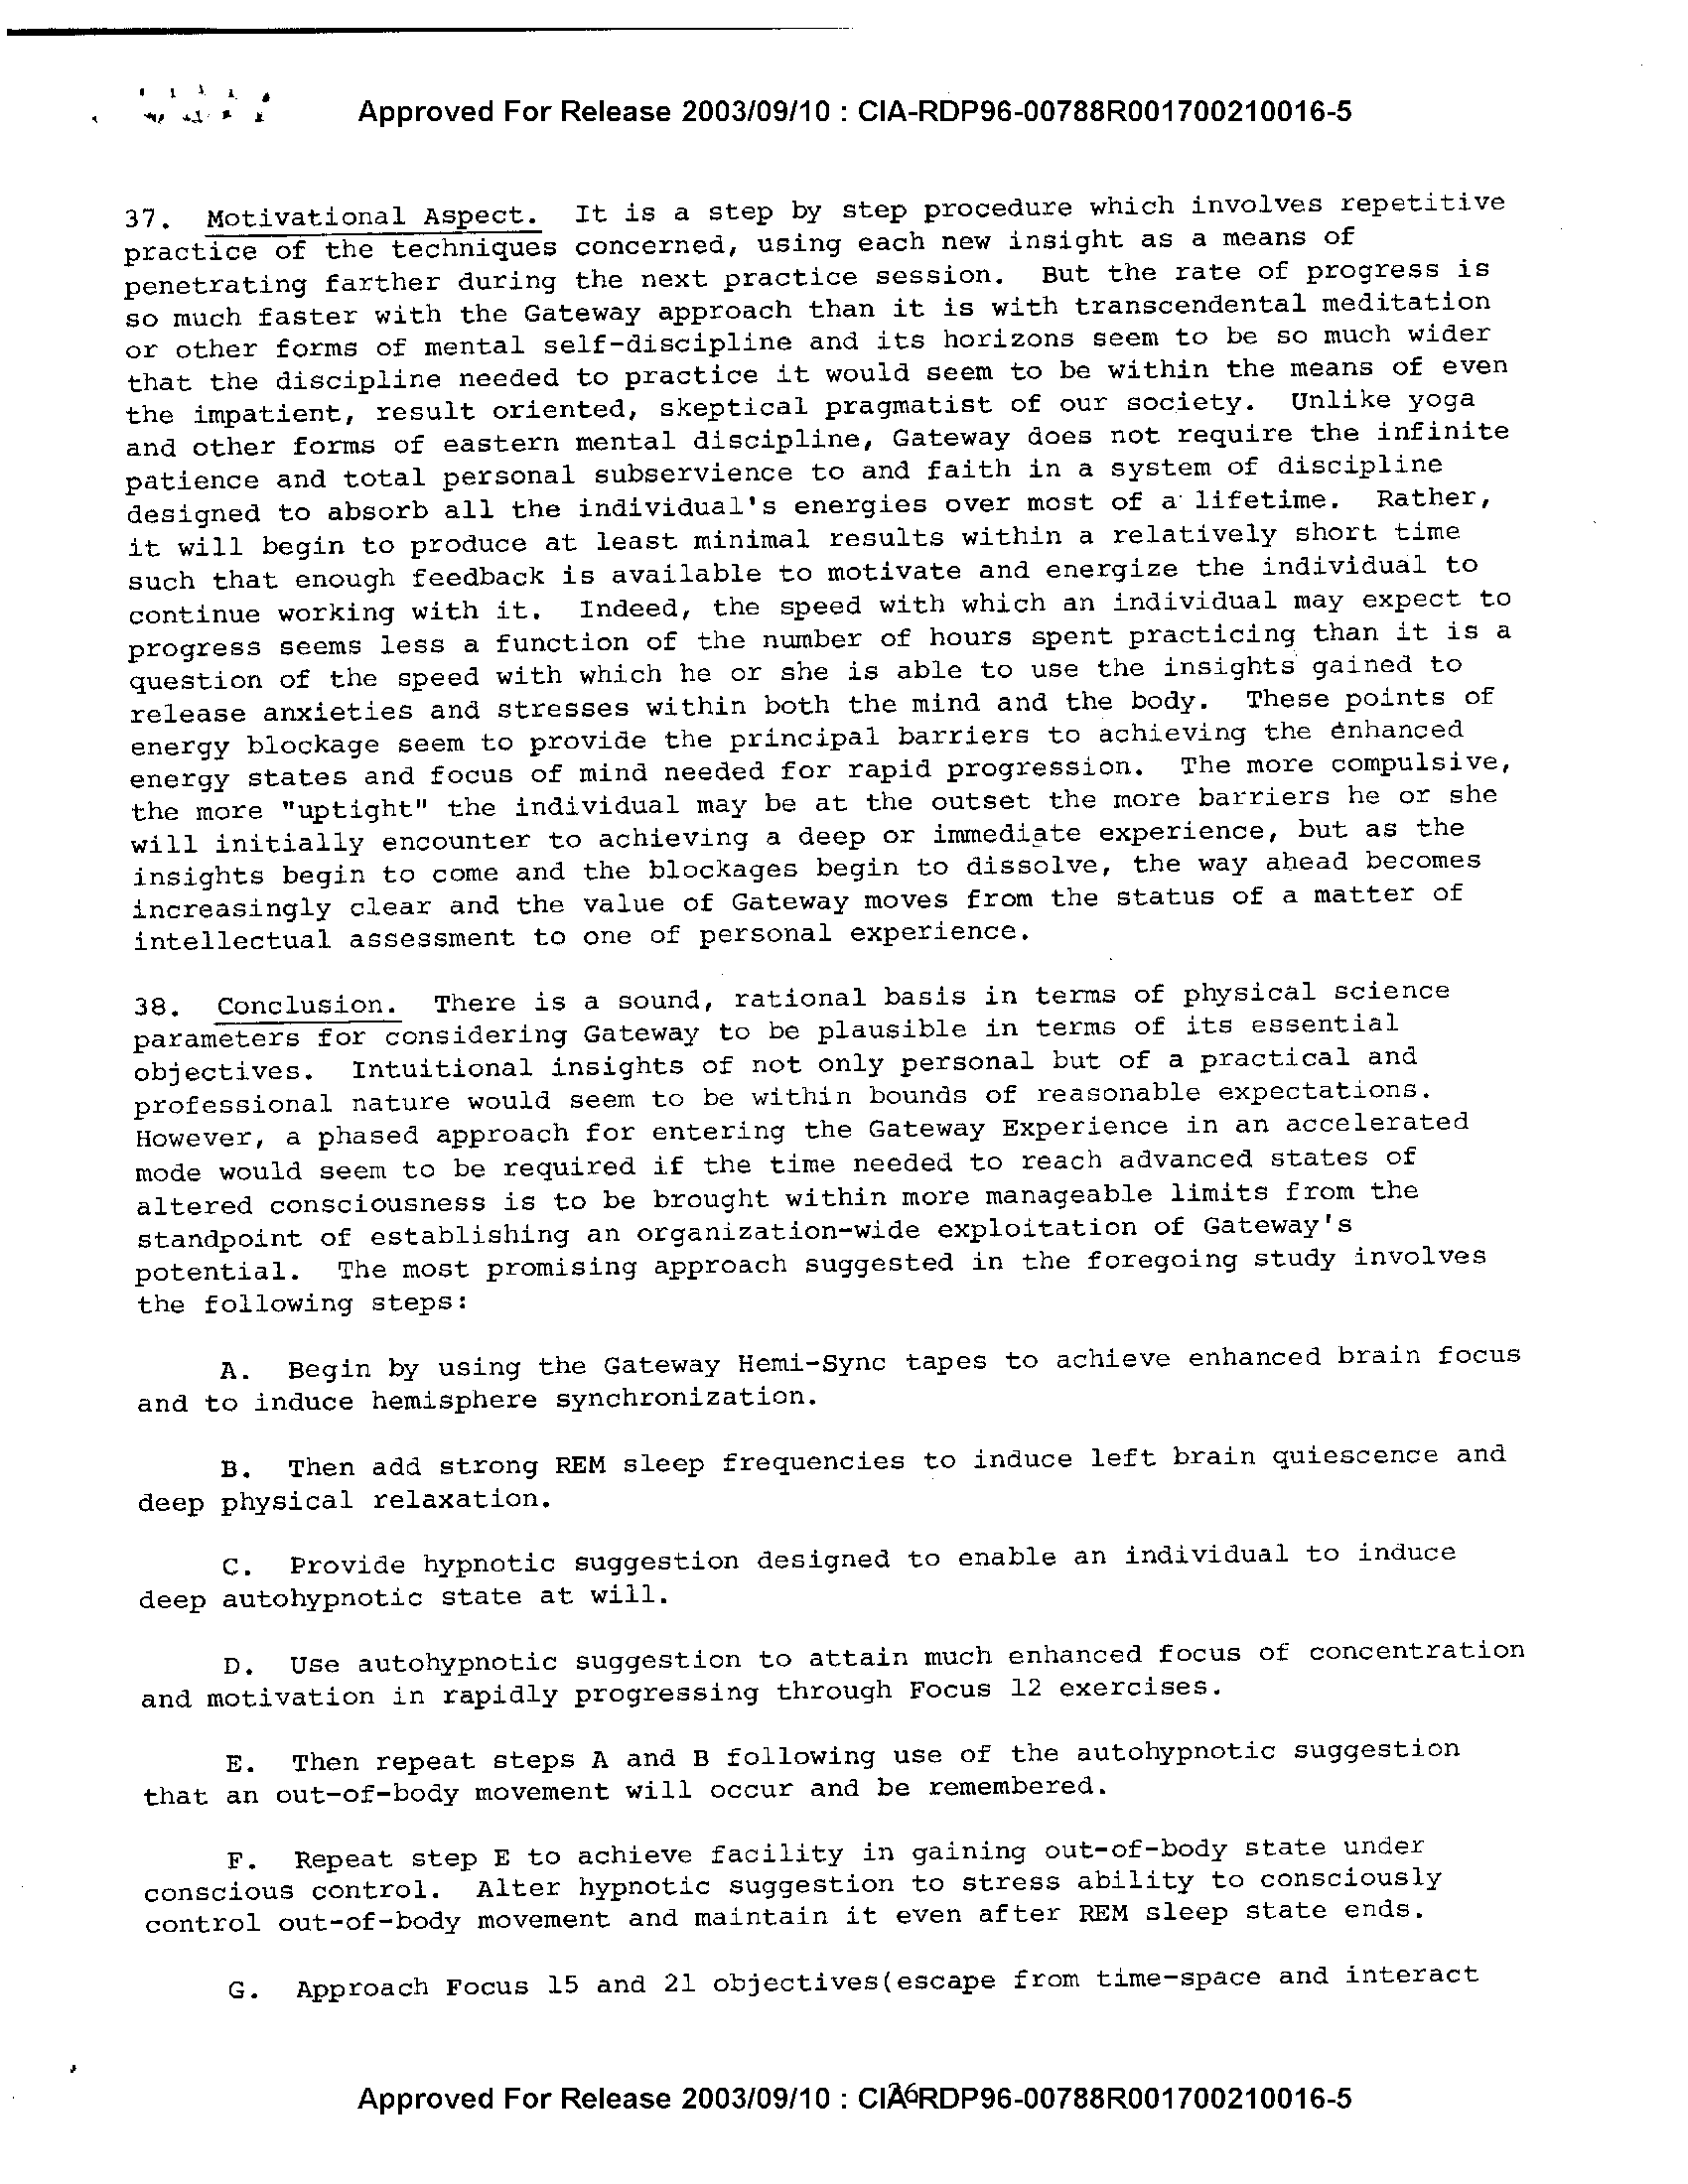 Approved For Release 2003/09/10 : CIA-RDP96-00788R001700210016-5
37. Motivational Aspect. It is a step by step procedure which involves repetitive
practice of the techniques concerned, using each new insight as a means of
penetrating farther during the next practice session. But the rate of progress is
so much faster with the Gateway approach than it is with transcendental meditation
or other forms of mental self-discipline and its horizons seem to be so much wider
that the discipline needed to practice it would seem to be within the means of even
the impatient, result oriented, skeptical pragmatist of our society. Unlike yoga
and other forms of eastern mental discipline, Gateway does not require the infinite
patience and total personal subservience to and faith in a system of discipline
designed to absorb all the individual's energies over most of a lifetime. Rather,
it will begin to produce at least minimal results within a relatively short time
such that enough feedback is available to motivate and energize the individual to
continue working with it. Indeed, the speed with which an individual may expect to
progress seems less a function of the number of hours spent practicing than it is a
question of the speed with which he or she is able to use the insights gained to
release anxieties and stresses within both the mind and the body. These points of
energy blockage seem to provide the principal barriers to achieving the enhanced
energy states and focus of mind needed for rapid progression. The more compulsive,
the more "uptight" the individual may be at the outset the more barriers he or she
will initially encounter to achieving a deep or immediate experience, but as the
insights begin to come and the blockages begin to dissolve, the way ahead becomes
increasingly clear and the value of Gateway moves from the status of a matter of
intellectual assessment to one of personal experience.
38. Conclusion. There is a sound, rational basis in terms of physical science
parameters for considering Gateway to be plausible in terms of its essential
objectives. Intuitional insights of not only personal but of a practical and
professional nature would seem to be within bounds of reasonable expectations.
However, a phased approach for entering the Gateway Experience in an accelerated
mode would seem to be required if the time needed to reach advanced states of
altered consciousness is to be brought within more manageable limits from the
standpoint of establishing an organization-wide exploitation of Gateway's
potential. The most promising approach suggested in the foregoing study involves
the following steps:
A. Begin by using the Gateway Hemi-Sync tapes to achieve enhanced brain focus
and to induce hemisphere synchronization.
B. Then add strong REM sleep frequencies to induce left brain quiescence and
deep physical relaxation.
C. Provide hypnotic suggestion designed to enable an individual to induce
deep autohypnotic state at will.
D. Use autohypnotic suggestion to attain much enhanced focus of concentration
and motivation in rapidly progressing through Focus 12 exercises.
E. Then repeat steps A and B following use of the autohypnotic suggestion
that an out-of-body movement will occur and be remembered.
F. Repeat step E to achieve facility in gaining out-of-body state under
conscious control. Alter hypnotic suggestion to stress ability to consciously
control out-of-body movement and maintain it even after REM sleep state ends.
G. Approach Focus 15 and 21 objectives(escape from time-space and interact
26
Approved For Release 2003/09/10 : CIA-RDP96-00788R001700210016-5